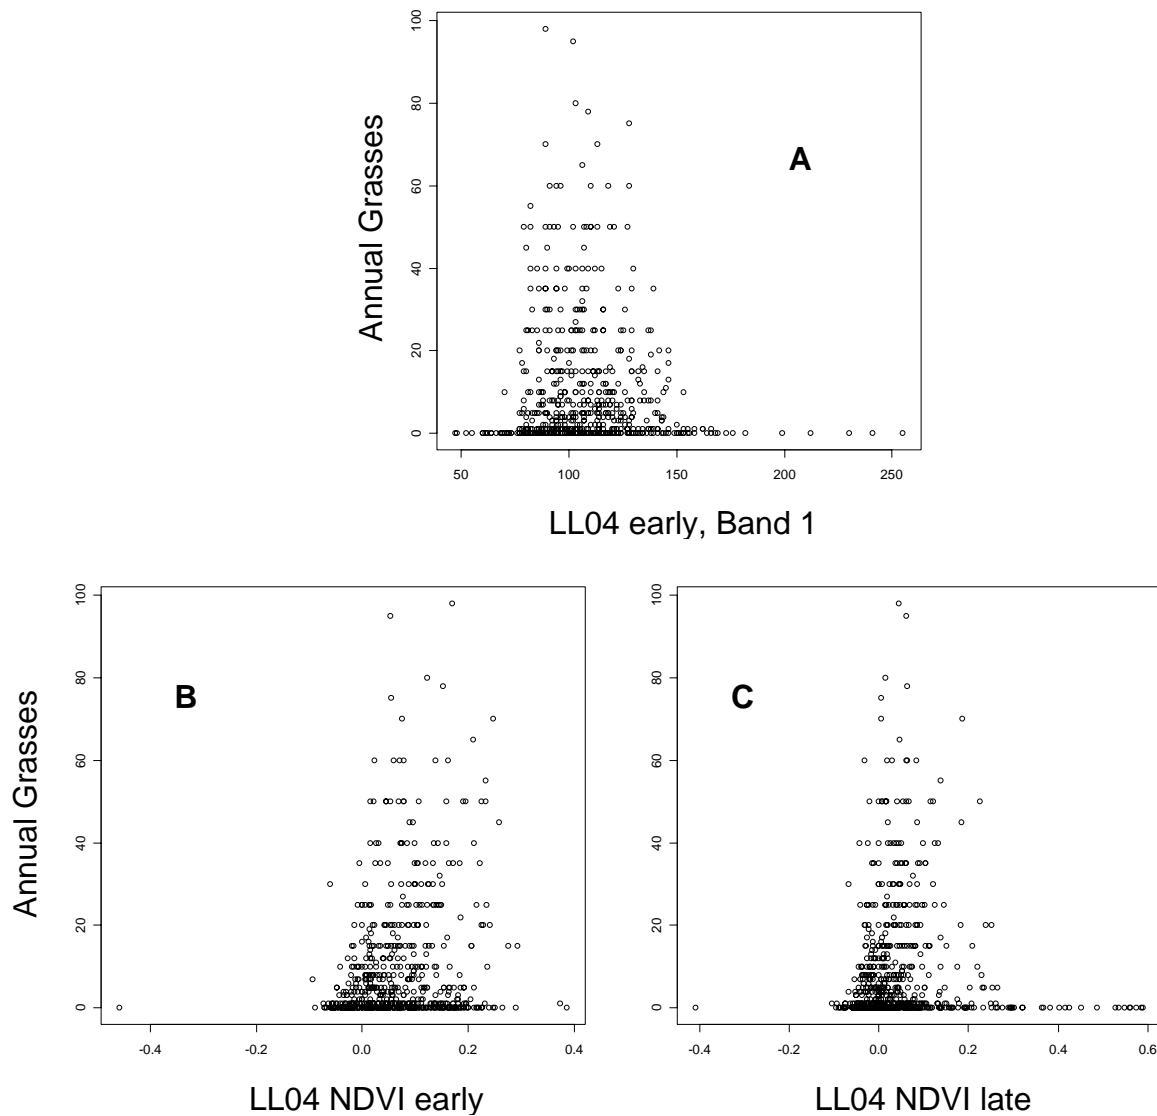 100
80
60
40
20
0
Annual Grasses
A
50 100 150 200 250
LL04 early, Band 1
100
80
60
40
20
0
Annual Grasses
B
-0.4 -0.2 0.0 0.2 0.4
LL04 NDVI early
100
80
60
40
20
0
C
-0.4 -0.2 0.0 0.2 0.4 0.6
LL04 NDVI late